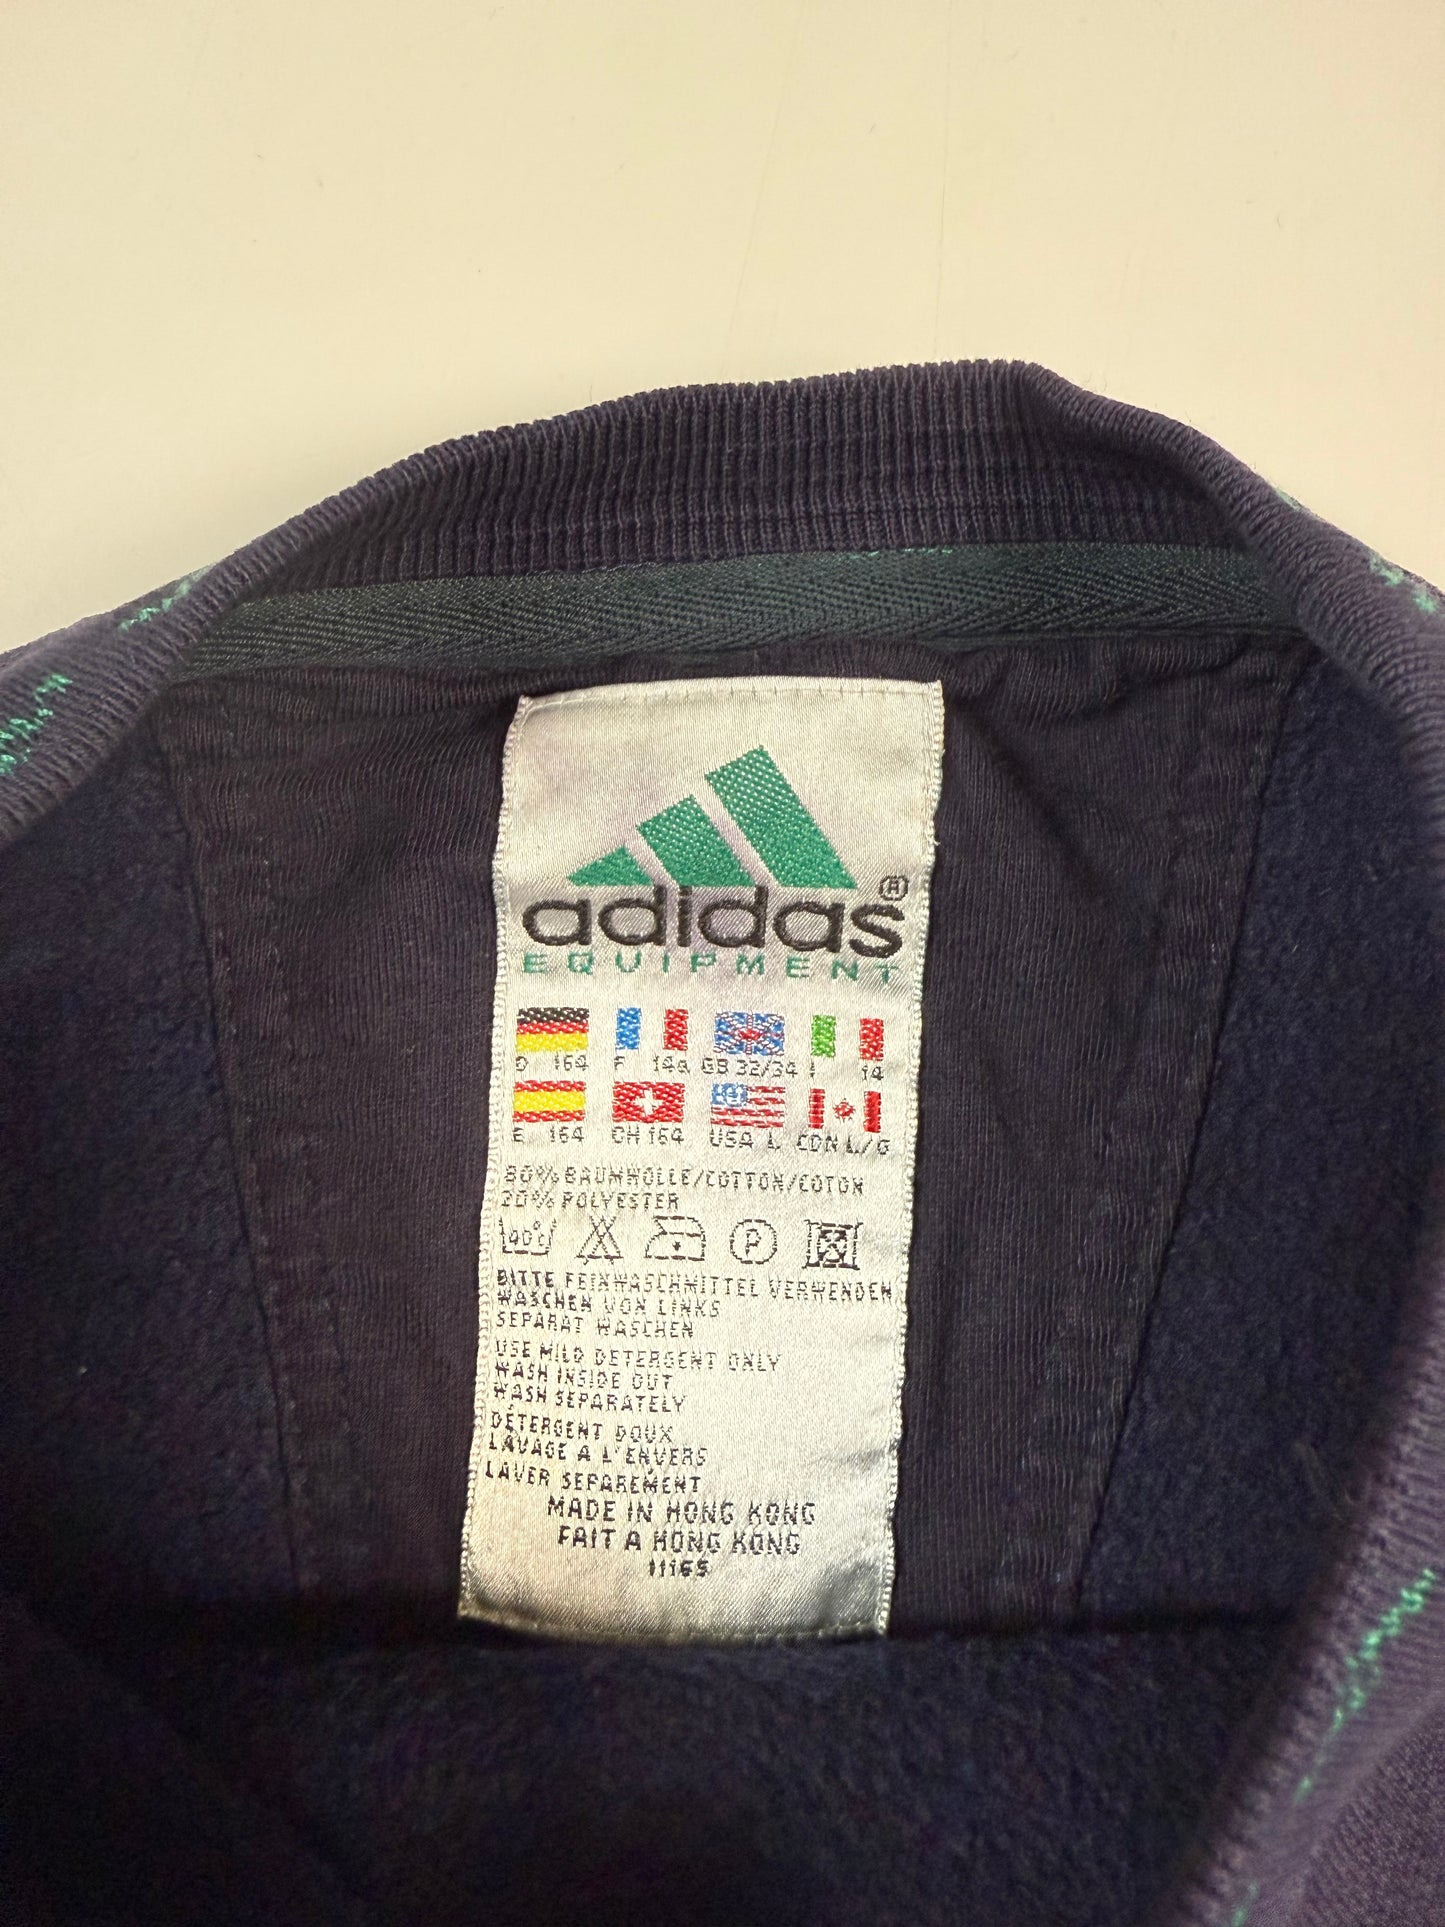 adidas®
EQUIPMENT
D 164 F 14a GB 32/34 I 14
E 164 CH 164 USA L CDN L/G
80% BAUMWOLLE/COTTON/COTON
20% POLYESTER
40°C P
BITTE FEINWASCHMITTEL VERWENDEN
WASCHEN VON LINKS
SEPARAT WASCHEN
USE MILD DETERGENT ONLY
WASH INSIDE OUT
WASH SEPARATELY
DÉTERGENT DOUX
LAVAGE A L'ENVERS
LAVER SÉPARÉMENT
MADE IN HONG KONG
FAIT A HONG KONG
11165